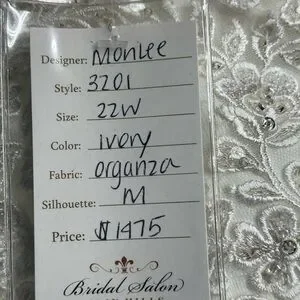 Designer: Monlee
Style: 3201
Size: 22W
Color: ivory
Fabric: organza
Silhouette: M
Price: $1475
Bridal Salon